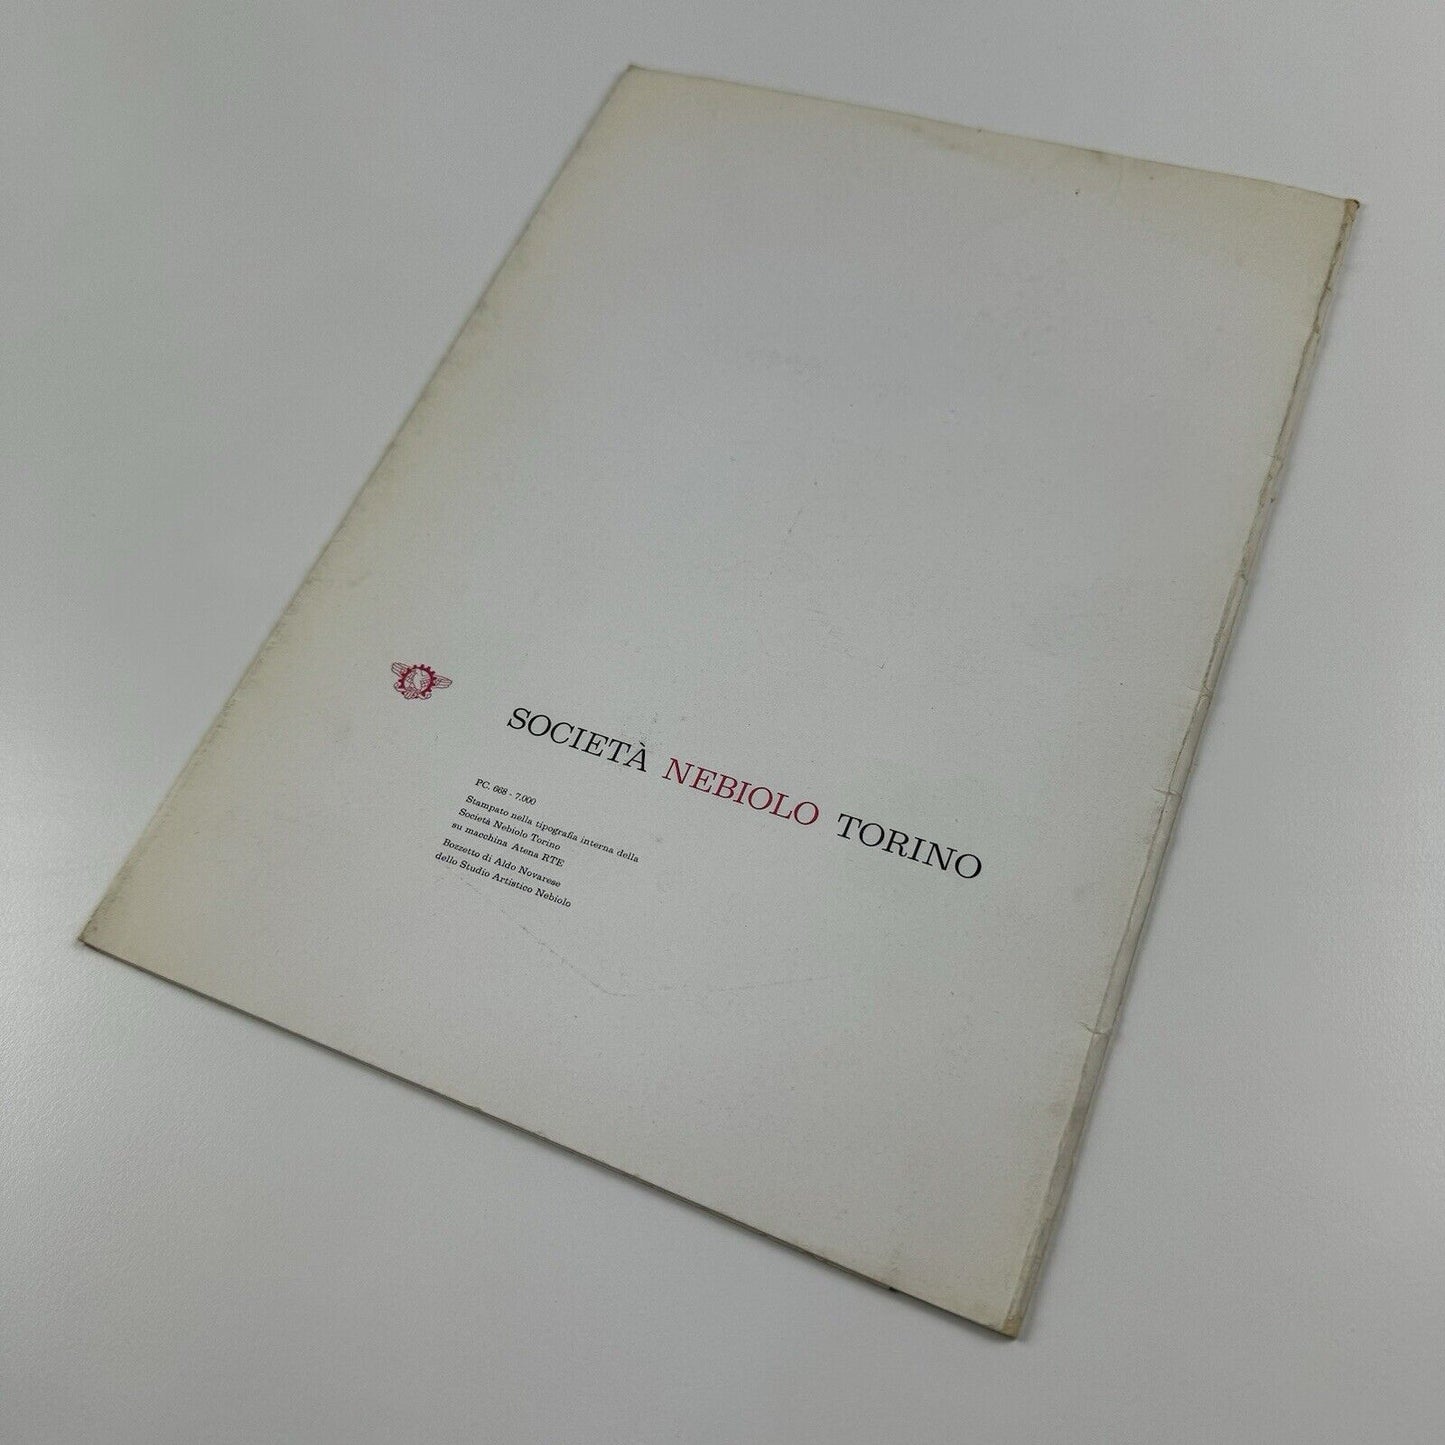 SOCIETÀ NEBIOLO TORINO
PC. 668 - 7.000
Stampato nella tipografia interna della
Società Nebiolo Torino
su macchina Atena RTE
Bozzetto di Aldo Novarese
dello Studio Artistico Nebiolo